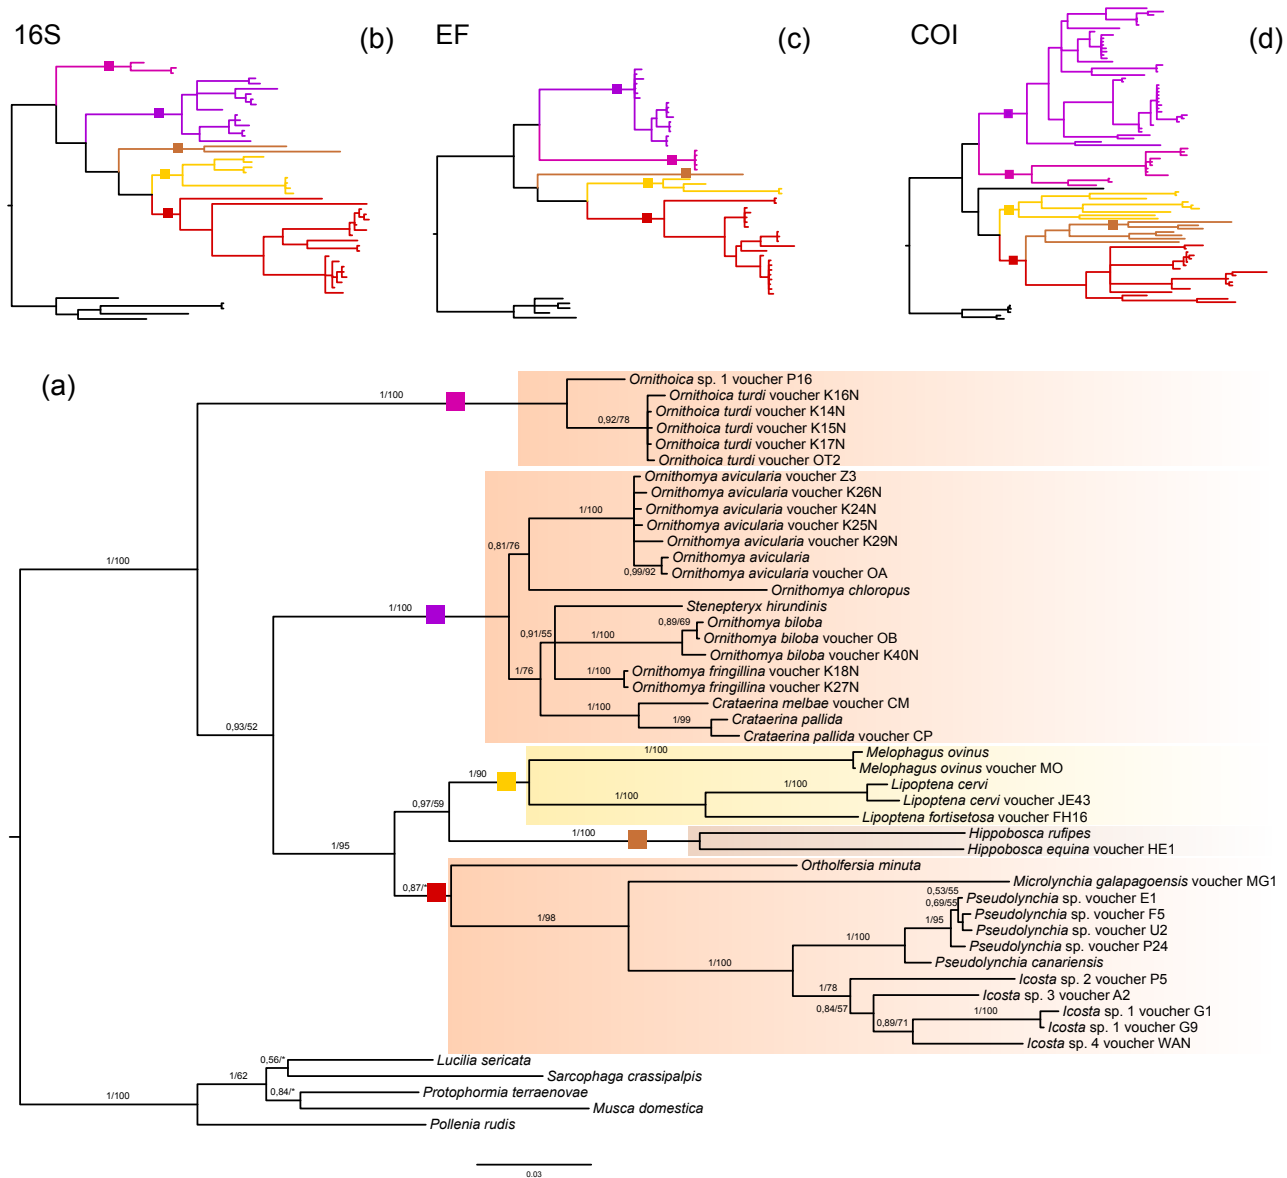 16S
(b)
EF
(c)
COI
(d)
(a)
1/100
Ornithoica sp. 1 voucher P16
Ornithoica turdi voucher K16N
Ornithoica turdi voucher K14N
0,92/78
Ornithoica turdi voucher K15N
Ornithoica turdi voucher K17N
Ornithoica turdi voucher OT2
Ornithomya avicularia voucher Z3
Ornithomya avicularia voucher K26N
Ornithomya avicularia voucher K24N
1/100
Ornithomya avicularia voucher K25N
Ornithomya avicularia voucher K29N
0,81/76
Ornithomya avicularia
0,99/92
Ornithomya avicularia voucher OA
1/100
Ornithomya chloropus
1/100
Stenepteryx hirundinis
0,89/69
Ornithomya biloba
0,91/55
1/100
Ornithomya biloba voucher OB
Ornithomya biloba voucher K40N
1/76
1/100
Ornithomya fringillina voucher K18N
Ornithomya fringillina voucher K27N
Crataerina melbae voucher CM
1/100
1/99
Crataerina pallida
0,93/52
Crataerina pallida voucher CP
1/100
Melophagus ovinus
1/90
Melophagus ovinus voucher MO
1/100
Lipoptena cervi
1/100
Lipoptena cervi voucher JE43
0,97/59
Lipoptena fortisetosa voucher FH16
1/100
Hippobosca rufipes
1/95
Hippobosca equina voucher HE1
Ortholfersia minuta
0,87/*
Microlynchia galapagoensis voucher MG1
0,53/55
Pseudolynchia sp. voucher E1
0,69/55
1/98
1/95
Pseudolynchia sp. voucher F5
Pseudolynchia sp. voucher U2
1/100
Pseudolynchia sp. voucher P24
1/100
Pseudolynchia canariensis
Icosta sp. 2 voucher P5
1/78
Icosta sp. 3 voucher A2
0,84/57
1/100
Icosta sp. 1 voucher G1
0,89/71
Icosta sp. 1 voucher G9
Icosta sp. 4 voucher WAN
0,56/*
Lucilia sericata
1/62
Sarcophaga crassipalpis
0,84/*
Protophormia terraenovae
1/100
Musca domestica
Pollenia rudis
0.03